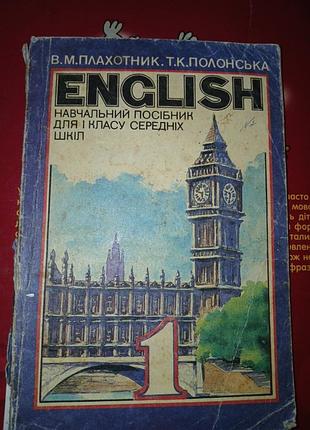 В.М.ПЛАХОТНИК. Т.К.ПОЛОНСЬКА
ENGLISH
НАВЧАЛЬНИЙ ПОСІБНИК
ДЛЯ І КЛАСУ СЕРЕДНІХ
ШКІЛ
1